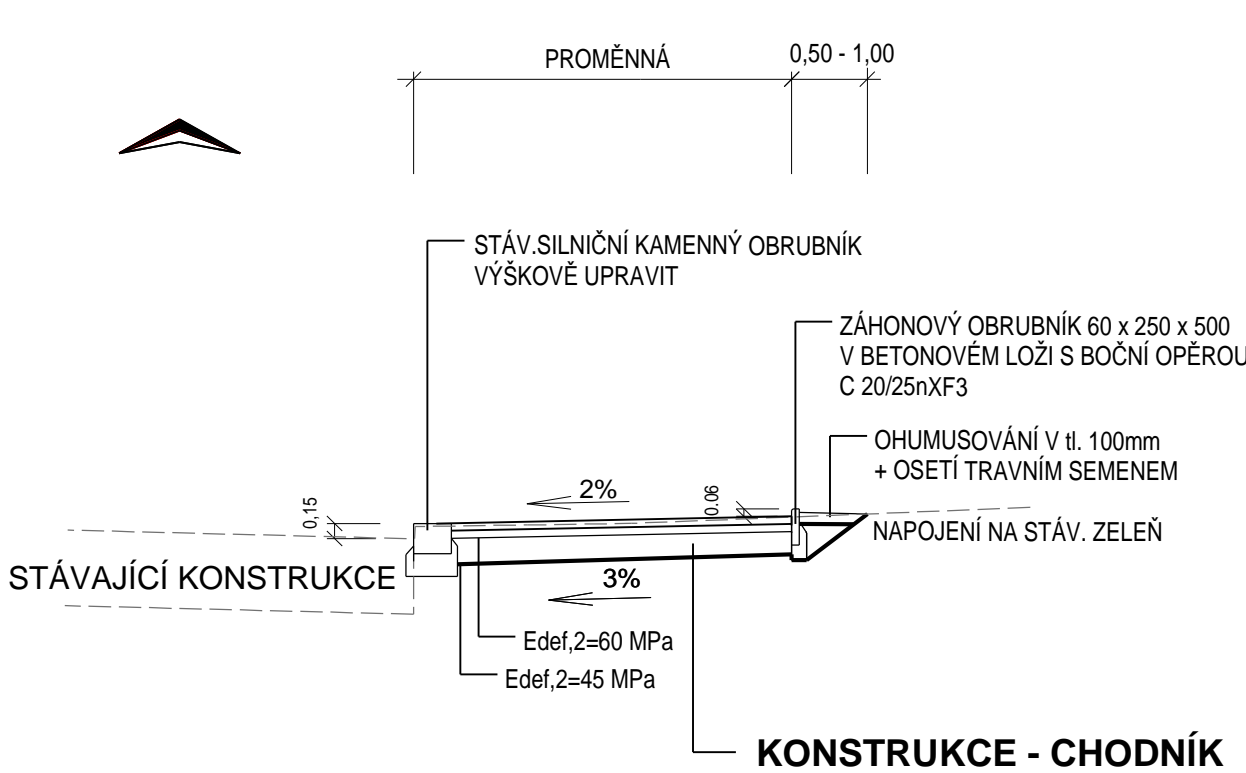 PROMĚNNÁ
0,50 - 1,00
STÁV.SILNIČNÍ KAMENNÝ OBRUBNÍK
VÝŠKOVĚ UPRAVIT
ZÁHONOVÝ OBRUBNÍK 60 x 250 x 500
V BETONOVÉM LOŽI S BOČNÍ OPĚROU
C 20/25nXF3
OHUMUSOVÁNÍ V tl. 100mm
+ OSETÍ TRAVNÍM SEMENEM
0,15
2%
0.06
NAPOJENÍ NA STÁV. ZELEŇ
STÁVAJÍCÍ KONSTRUKCE
3%
Edef,2=60 MPa
Edef,2=45 MPa
KONSTRUKCE - CHODNÍK